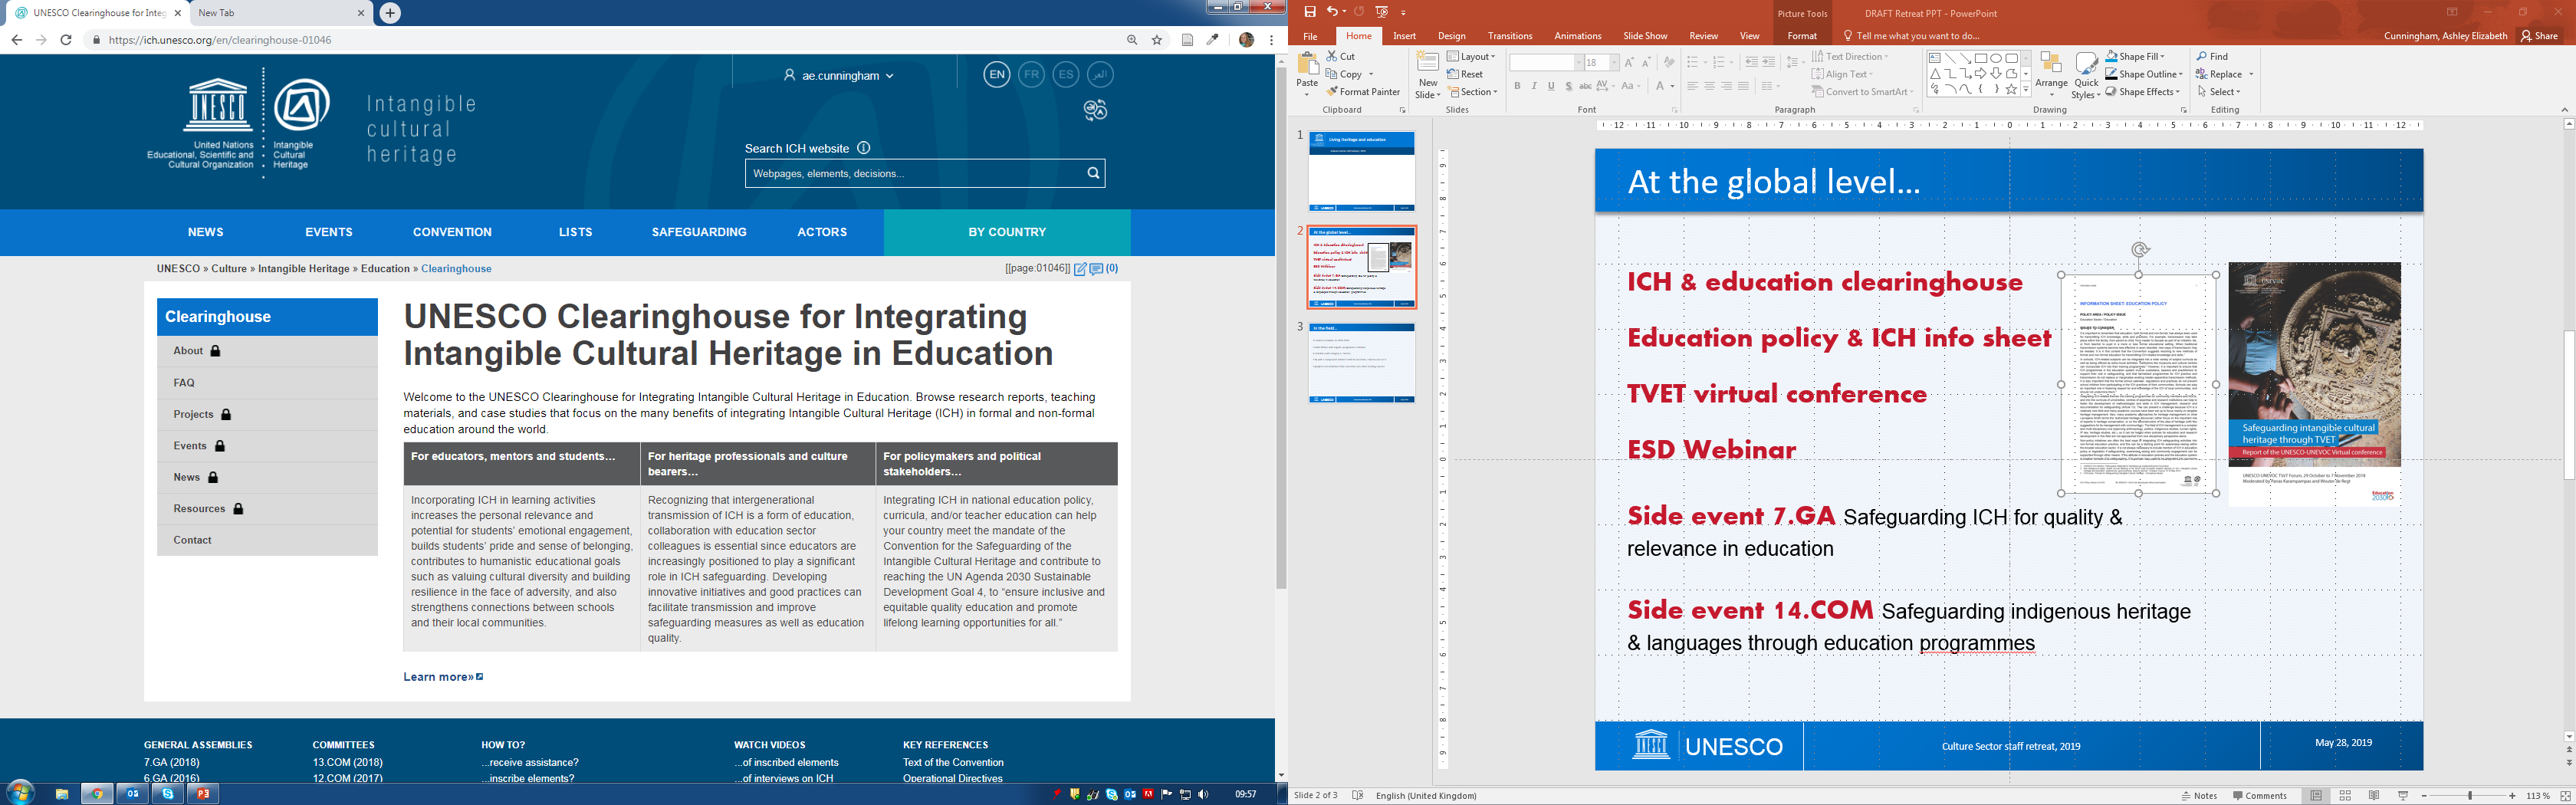 UNESCO Clearinghouse for Integ
New Tab
https://ich.unesco.org/en/clearinghouse-01046
UNESCO
United Nations
Educational, Scientific and
Cultural Organization
Intangible
Cultural
Heritage
Intangible
cultural
heritage
ae.cunningham
EN FR ES العر
Search ICH website
Webpages, elements, decisions...
NEWS EVENTS CONVENTION LISTS SAFEGUARDING ACTORS BY COUNTRY
UNESCO » Culture » Intangible Heritage » Education » Clearinghouse
[[page:01046]] (0)
Clearinghouse
About
FAQ
Projects
Events
News
Resources
Contact
UNESCO Clearinghouse for Integrating
Intangible Cultural Heritage in Education
Welcome to the UNESCO Clearinghouse for Integrating Intangible Cultural Heritage in Education. Browse research reports, teaching
materials, and case studies that focus on the many benefits of integrating Intangible Cultural Heritage (ICH) in formal and non-formal
education around the world.
For educators, mentors and students…
Incorporating ICH in learning activities
increases the personal relevance and
potential for students' emotional engagement,
builds students' pride and sense of belonging,
contributes to humanistic educational goals
such as valuing cultural diversity and building
resilience in the face of adversity, and also
strengthens connections between schools
and their local communities.
For heritage professionals and culture
bearers…
Recognizing that intergenerational
transmission of ICH is a form of education,
collaboration with education sector
colleagues is essential since educators are
increasingly positioned to play a significant
role in ICH safeguarding. Developing
innovative initiatives and good practices can
facilitate transmission and improve
safeguarding measures as well as education
quality.
For policymakers and political
stakeholders…
Integrating ICH in national education policy,
curricula, and/or teacher education can help
your country meet the mandate of the
Convention for the Safeguarding of the
Intangible Cultural Heritage and contribute to
reaching the UN Agenda 2030 Sustainable
Development Goal 4, to "ensure inclusive and
equitable quality education and promote
lifelong learning opportunities for all."
Learn more»
GENERAL ASSEMBLIES
7.GA (2018)
6.GA (2016)
COMMITTEES
13.COM (2018)
12.COM (2017)
HOW TO?
...receive assistance?
...inscribe elements?
WATCH VIDEOS
...of inscribed elements
...of interviews on ICH
KEY REFERENCES
Text of the Convention
Operational Directives
09:57
Picture Tools
DRAFT Retreat PPT - PowerPoint
File Home Insert Design Transitions Animations Slide Show Review View Format Tell me what you want to do...
Cunningham, Ashley Elizabeth Share
Paste
Cut
Copy
Format Painter
Clipboard
New
Slide
Layout
Reset
Section
Slides
18
Font
Text Direction
Align Text
Convert to SmartArt
Paragraph
Arrange
Quick
Styles
Shape Fill
Shape Outline
Shape Effects
Drawing
Find
Replace
Select
Editing
1
Living heritage and education
2
3
At the global level…
ICH & education clearinghouse
Education policy & ICH info sheet
TVET virtual conference
ESD Webinar
Side event 7.GA Safeguarding ICH for quality &
relevance in education
Side event 14.COM Safeguarding indigenous heritage
& languages through education programmes
INFORMATION SHEET: EDUCATION POLICY
Safeguarding intangible cultural
heritage through TVET
Report of the UNESCO-UNEVOC Virtual conference
UNESCO-UNEVOC TVET Forum, 29 October to 7 November 2018
UNESCO
Culture Sector staff retreat, 2019
May 28, 2019
Slide 2 of 3
English (United Kingdom)
Notes
Comments
113 %